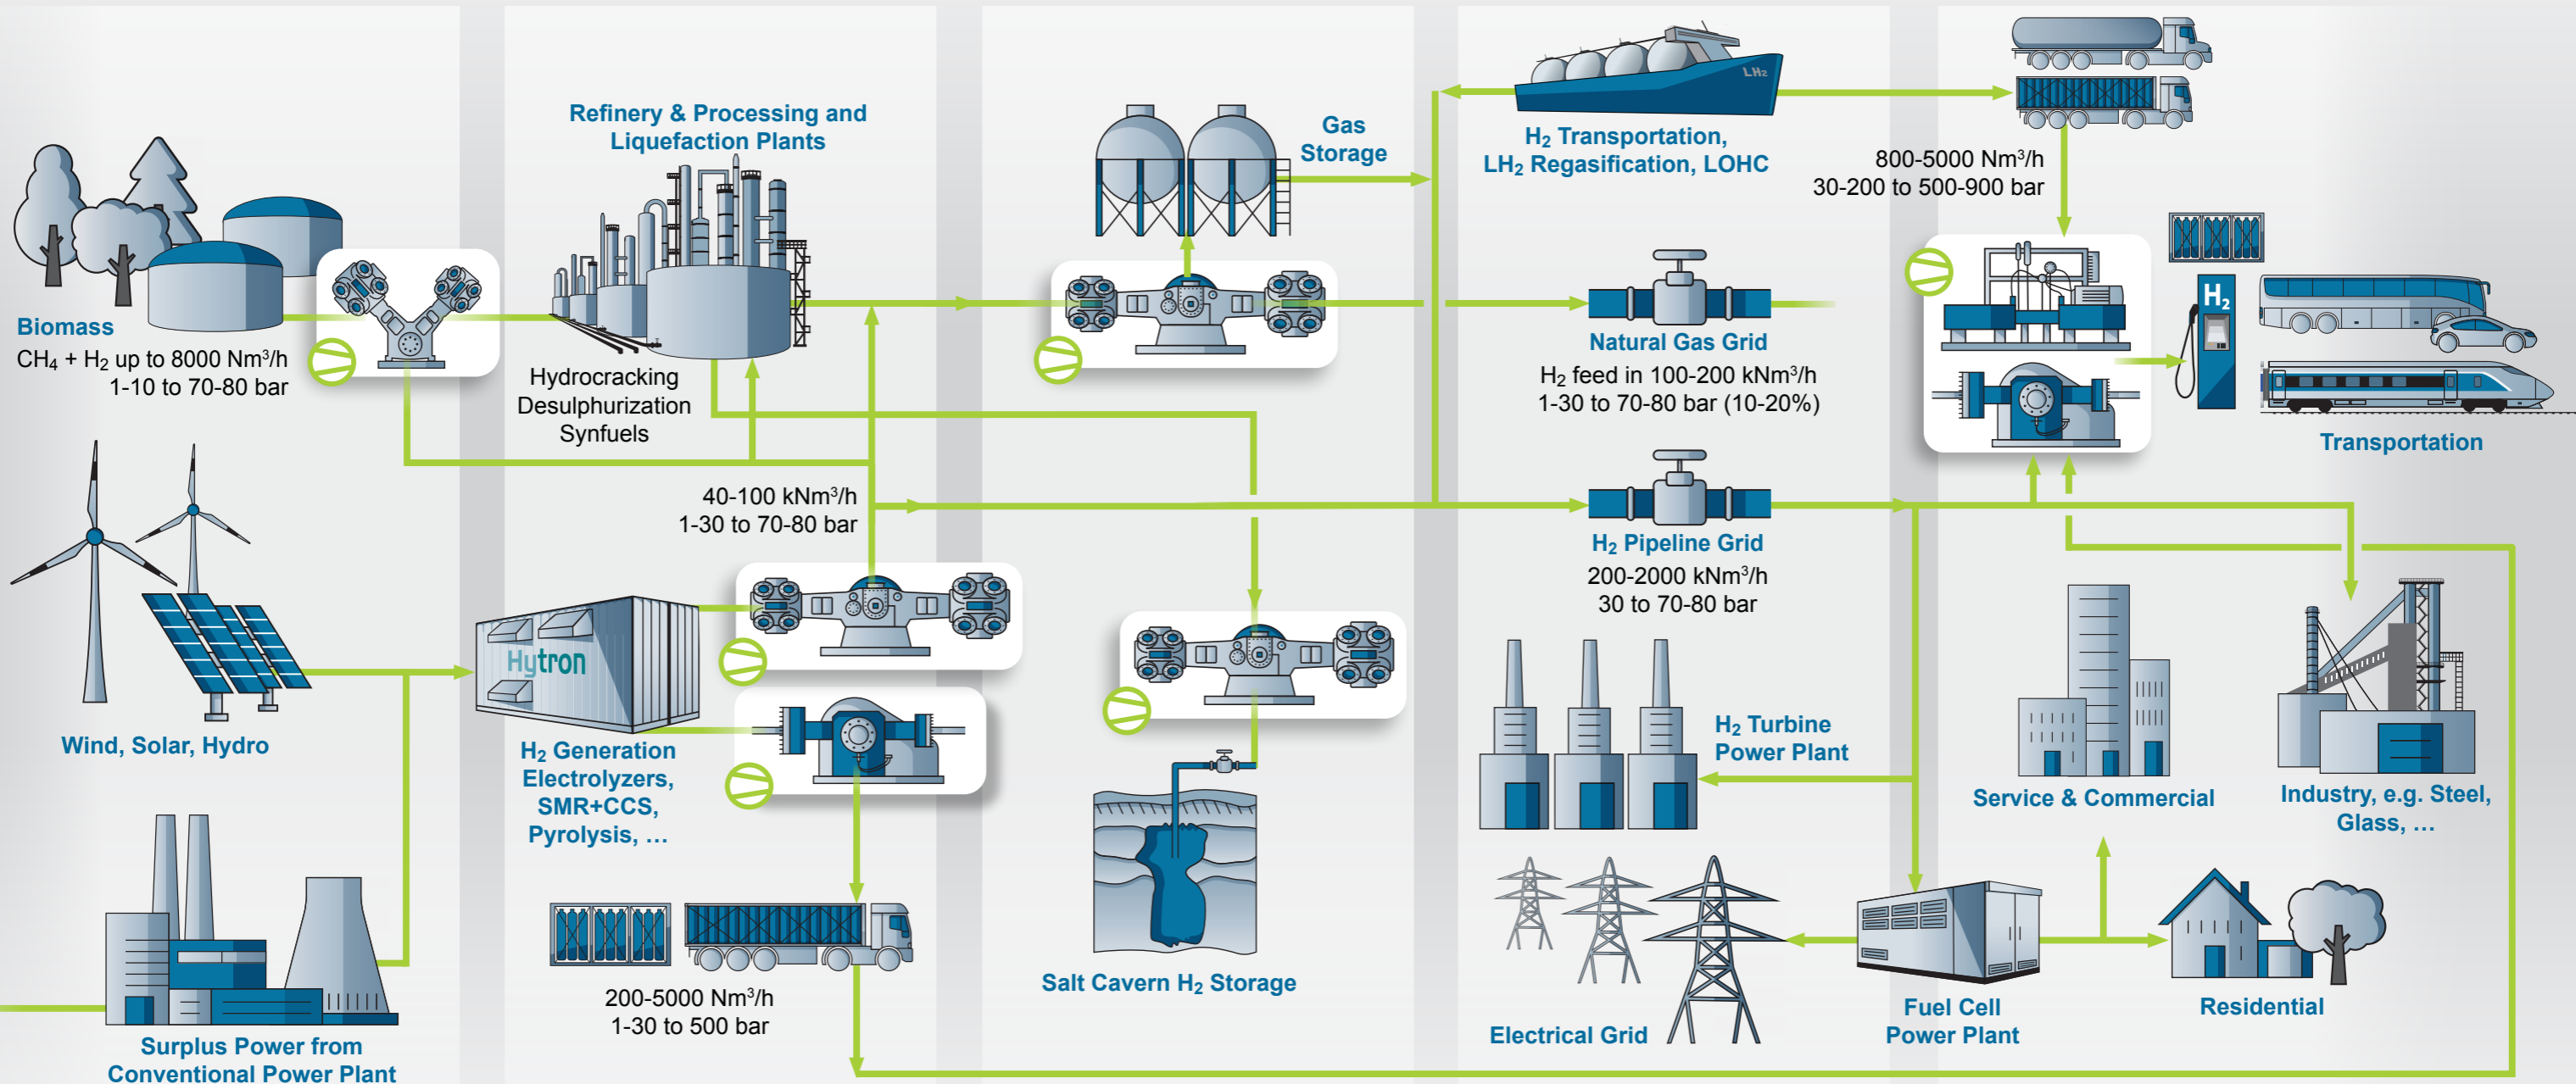 Biomass
CH₄ + H₂ up to 8000 Nm³/h
1-10 to 70-80 bar
Wind, Solar, Hydro
Surplus Power from
Conventional Power Plant
Refinery & Processing and
Liquefaction Plants
Hydrocracking
Desulphurization
Synfuels
40-100 kNm³/h
1-30 to 70-80 bar
Hytron
H₂ Generation
Electrolyzers,
SMR+CCS,
Pyrolysis, …
200-5000 Nm³/h
1-30 to 500 bar
Gas
Storage
Salt Cavern H₂ Storage
LH₂
H₂ Transportation,
LH₂ Regasification, LOHC
Natural Gas Grid
H₂ feed in 100-200 kNm³/h
1-30 to 70-80 bar (10-20%)
H₂ Pipeline Grid
200-2000 kNm³/h
30 to 70-80 bar
H₂ Turbine
Power Plant
Electrical Grid
800-5000 Nm³/h
30-200 to 500-900 bar
H₂
Transportation
Service & Commercial
Industry, e.g. Steel,
Glass, …
Fuel Cell
Power Plant
Residential